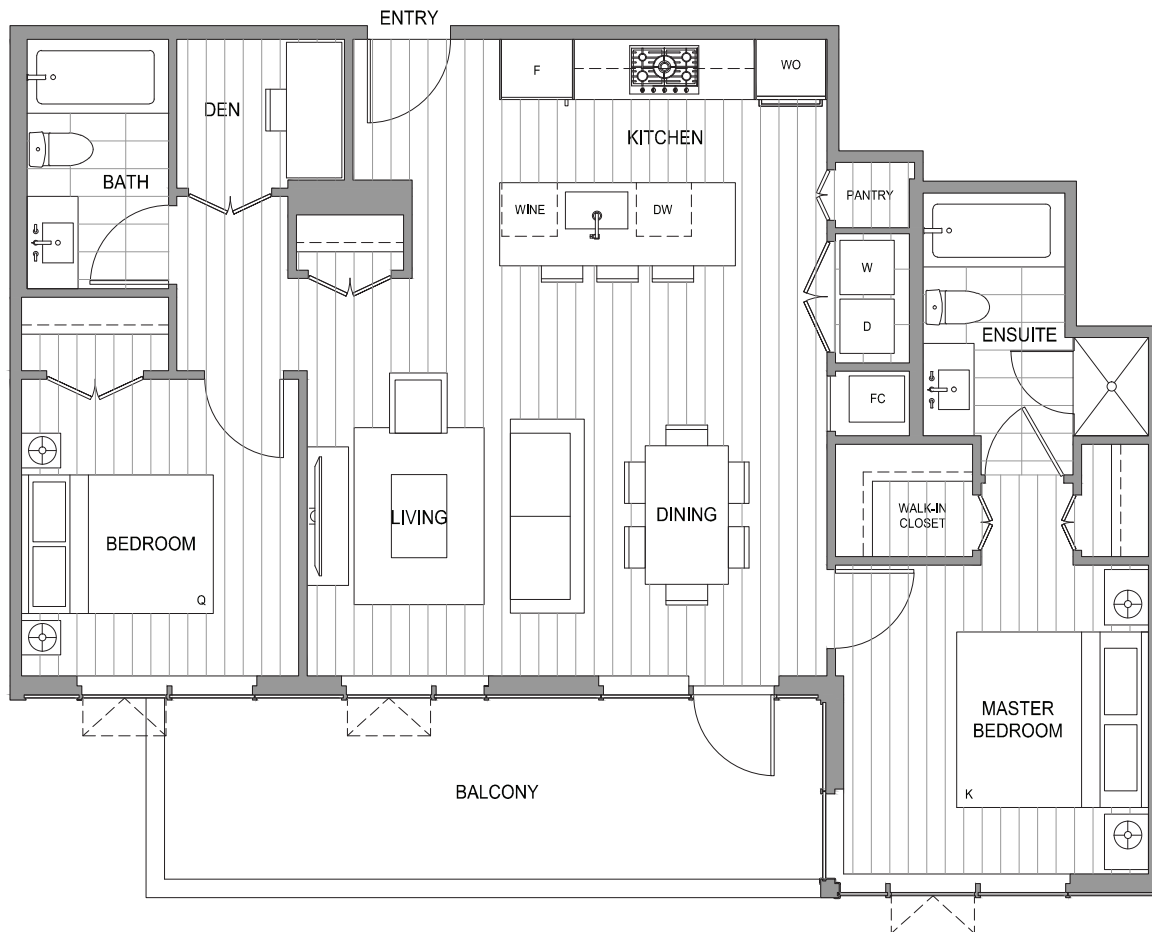 ENTRY
F
WO
DEN
KITCHEN
BATH
WINE
DW
PANTRY
W
D
ENSUITE
FC
WALK-IN
CLOSET
LIVING
DINING
BEDROOM
Q
MASTER
BEDROOM
K
BALCONY